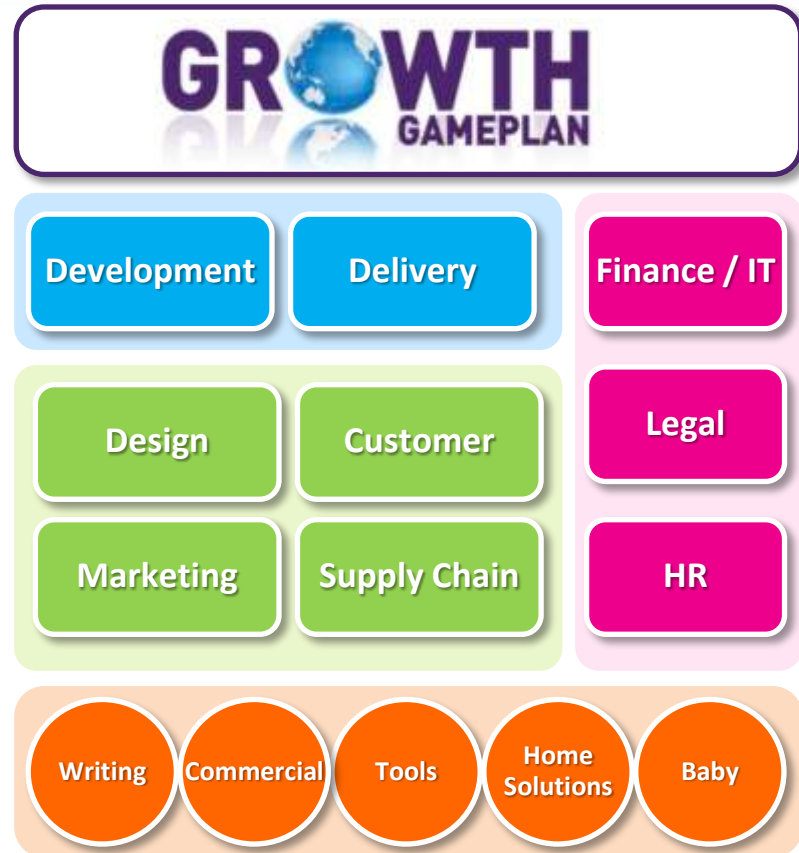 GROWTH
GAMEPLAN
Development
Delivery
Finance / IT
Design
Customer
Legal
Marketing
Supply Chain
HR
Writing
Commercial
Tools
Home
Solutions
Baby